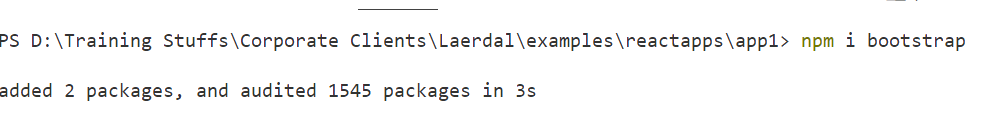 PS D:\Training Stuffs\Corporate Clients\Laerdal\examples\reactapps\app1> npm i bootstrap
added 2 packages, and audited 1545 packages in 3s